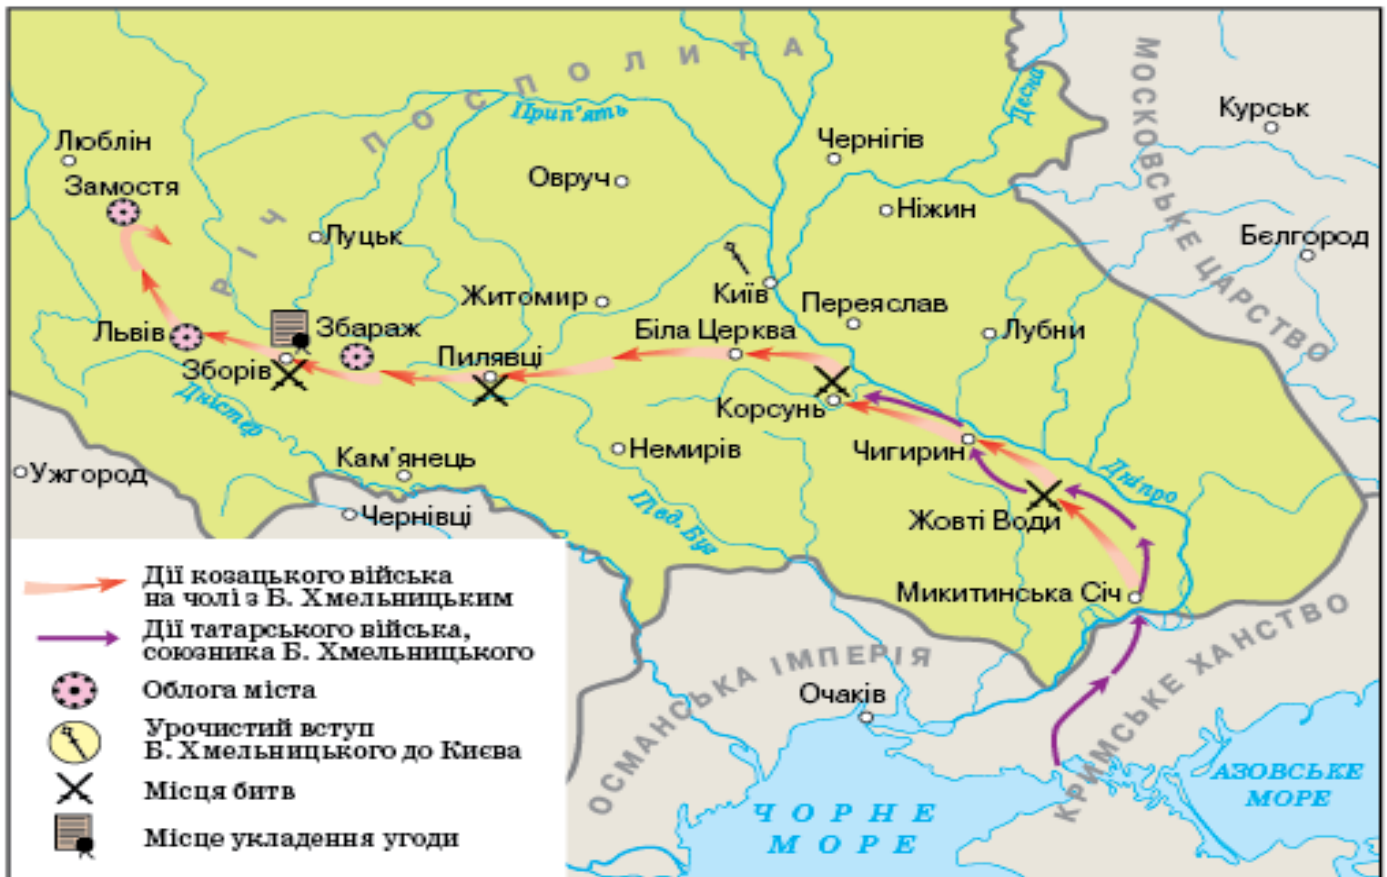 РІЧ ПОСПОЛИТА
МОСКОВСЬКЕ ЦАРСТВО
Десна
Курськ
Прип'ять
Чернігів
Люблін
Замостя
Овруч
Ніжин
Луцьк
Бєлгород
Житомир
Київ
Переяслав
Львів
Збараж
Біла Церква
Лубни
Зборів
Пилявці
Дністер
Корсунь
Чигирин
Немирів
Кам'янець
Ужгород
Чернівці
Півд. Буг
Дніпро
Жовті Води
Микитинська Січ
ОСМАНСЬКА ІМПЕРІЯ
КРИМСЬКЕ ХАНСТВО
Очаків
ЧОРНЕ
МОРЕ
АЗОВСЬКЕ
МОРЕ
Дії козацького війська
на чолі з Б. Хмельницьким
Дії татарського війська,
союзника Б. Хмельницького
Облога міста
Урочистий вступ
Б. Хмельницького до Києва
Місця битв
Місце укладення угоди